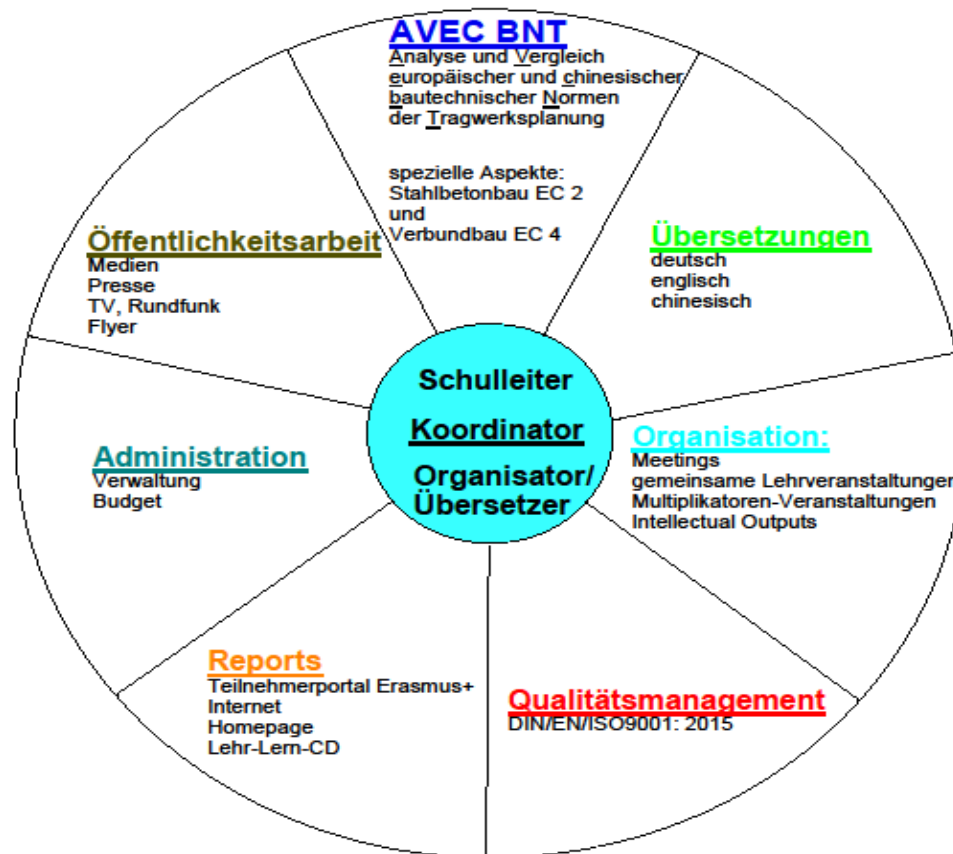 AVEC BNT
Analyse und Vergleich
europäischer und chinesischer
bautechnischer Normen
der Tragwerksplanung
spezielle Aspekte:
Stahlbetonbau EC 2
und
Verbundbau EC 4
Übersetzungen
deutsch
englisch
chinesisch
Organisation:
Meetings
gemeinsame Lehrveranstaltungen
Multiplikatoren-Veranstaltungen
Intellectual Outputs
Qualitätsmanagement
DIN/EN/ISO9001: 2015
Reports
Teilnehmerportal Erasmus+
Internet
Homepage
Lehr-Lern-CD
Administration
Verwaltung
Budget
Öffentlichkeitsarbeit
Medien
Presse
TV, Rundfunk
Flyer
Schulleiter
Koordinator
Organisator/
Übersetzer